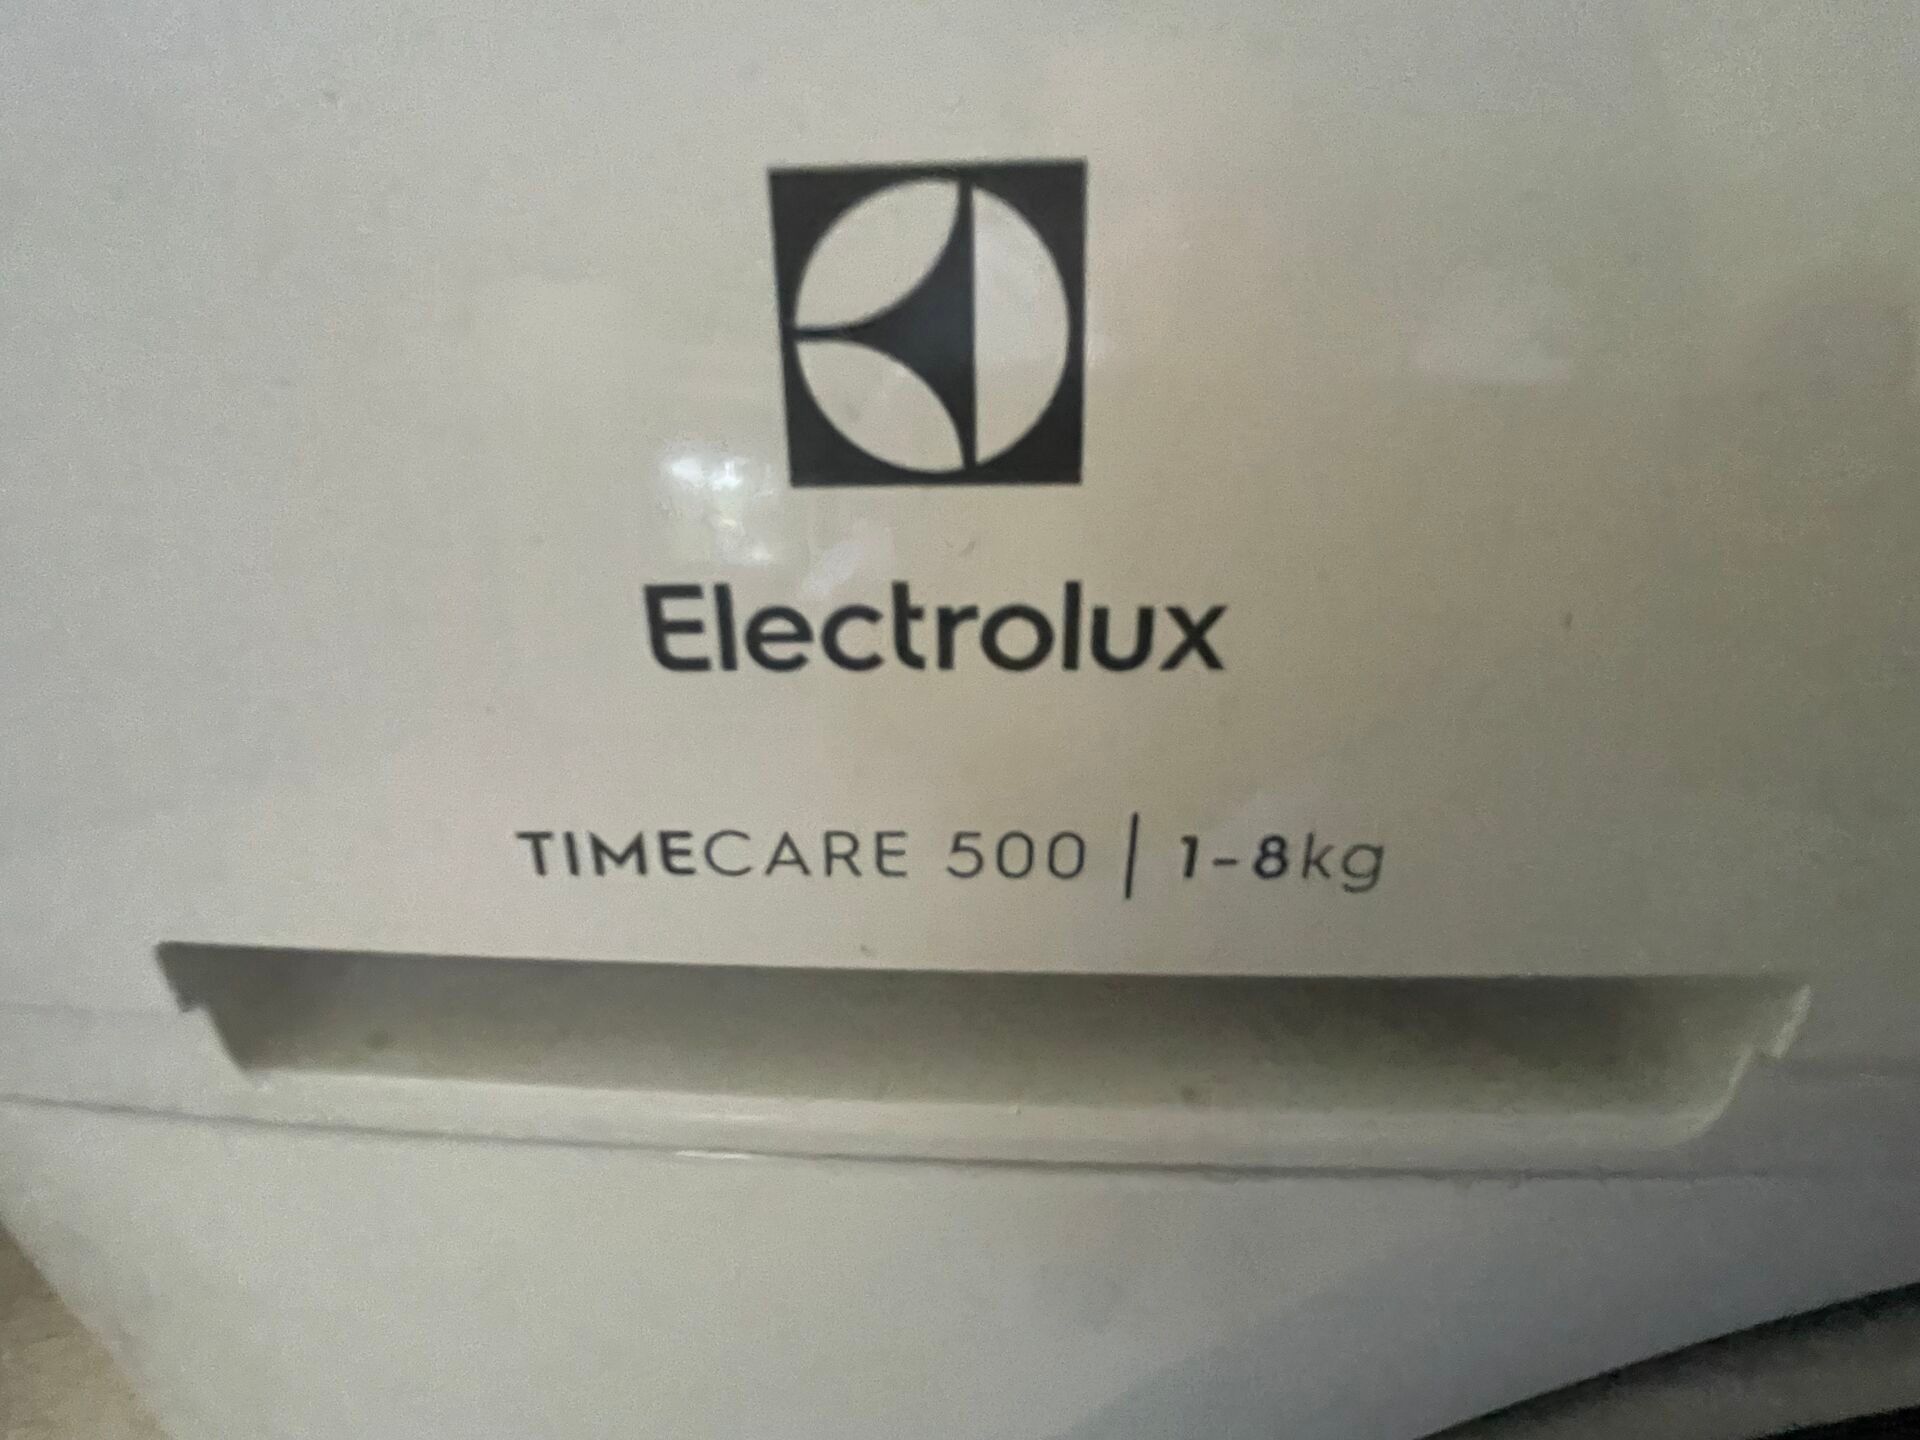 Electrolux
TIMECARE 500 | 1-8kg